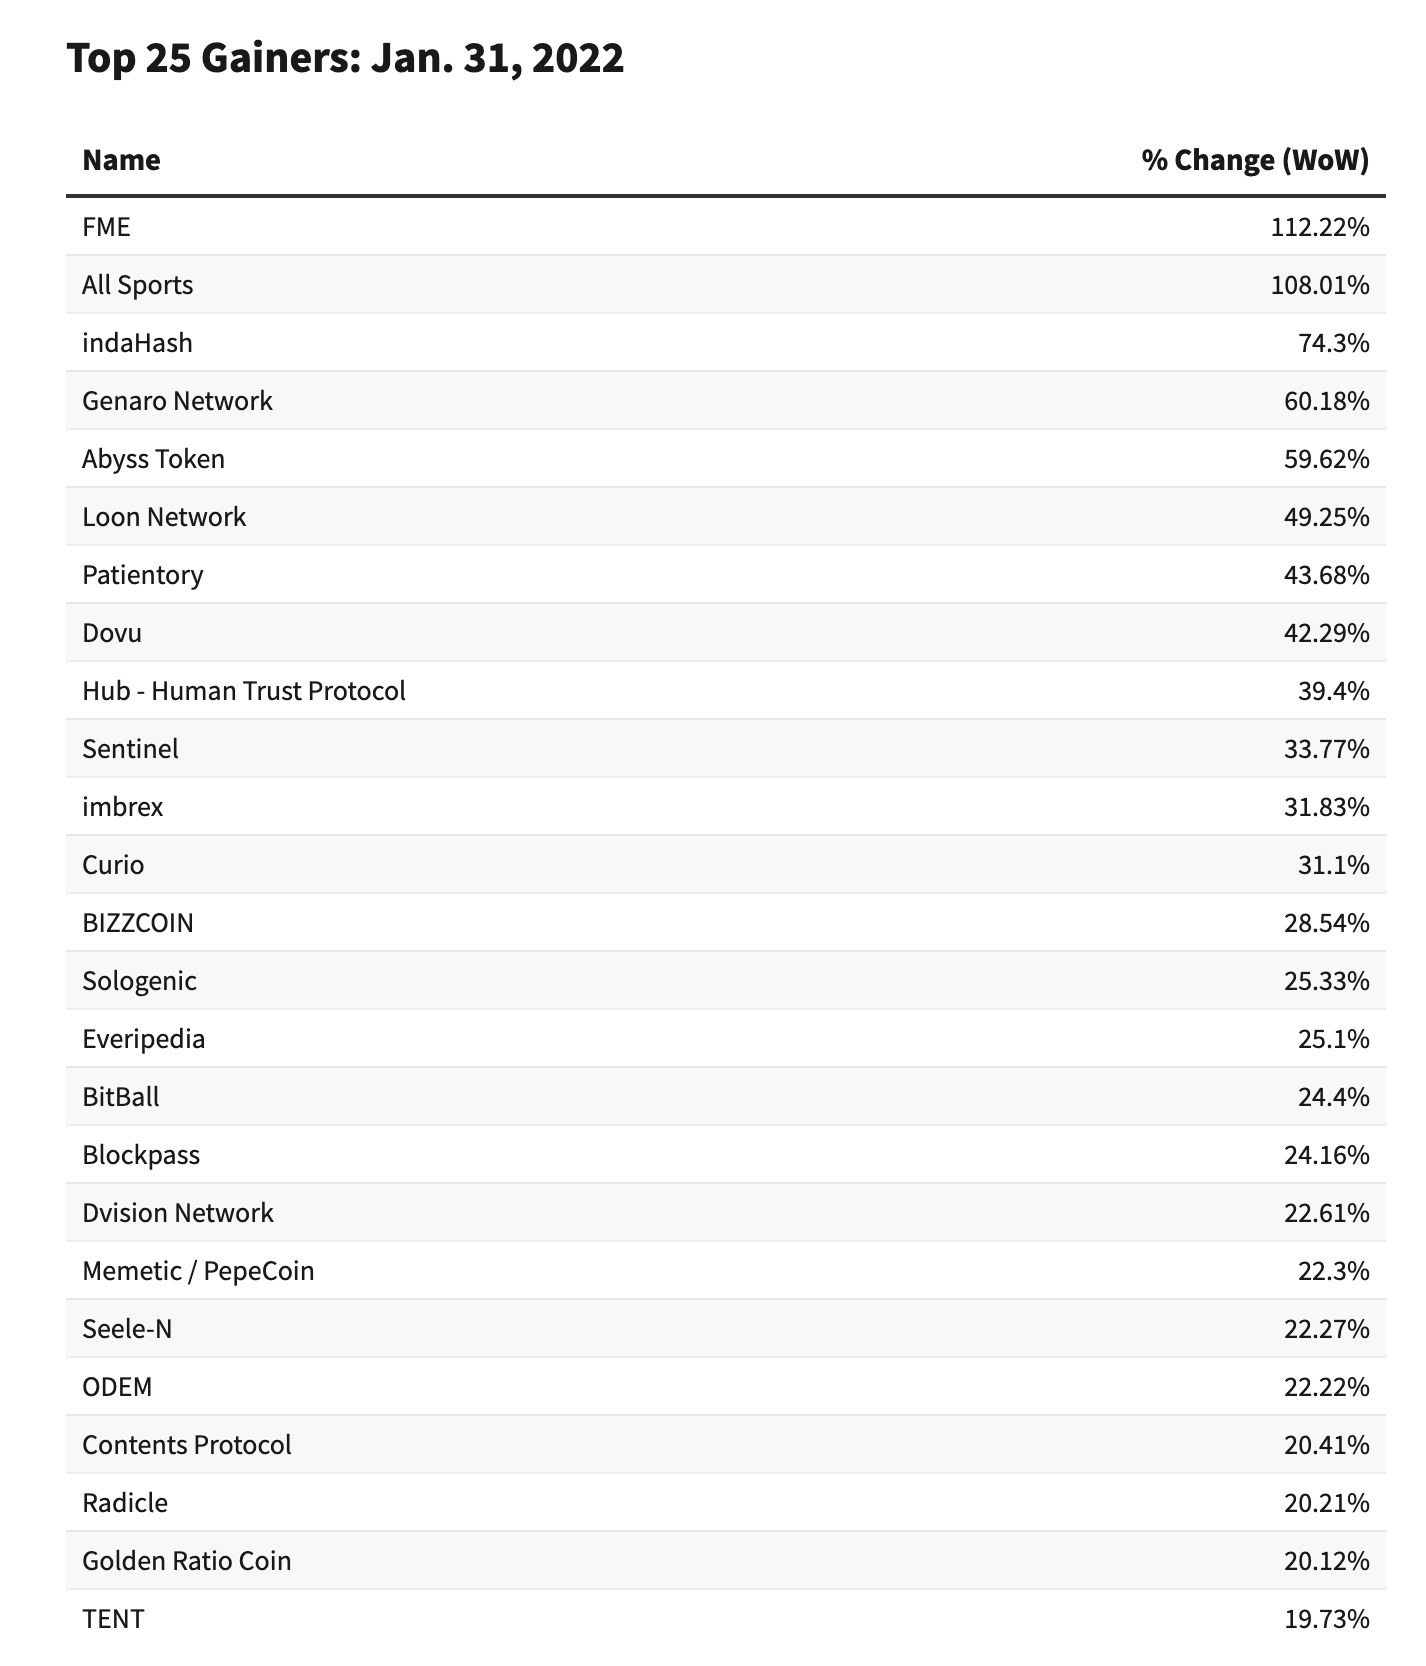 Top 25 Gainers: Jan. 31, 2022
Name % Change (WoW)
FME 112.22%
All Sports 108.01%
indaHash 74.3%
Genaro Network 60.18%
Abyss Token 59.62%
Loon Network 49.25%
Patientory 43.68%
Dovu 42.29%
Hub - Human Trust Protocol 39.4%
Sentinel 33.77%
imbrex 31.83%
Curio 31.1%
BIZZCOIN 28.54%
Sologenic 25.33%
Everipedia 25.1%
BitBall 24.4%
Blockpass 24.16%
Dvision Network 22.61%
Memetic / PepeCoin 22.3%
Seele-N 22.27%
ODEM 22.22%
Contents Protocol 20.41%
Radicle 20.21%
Golden Ratio Coin 20.12%
TENT 19.73%